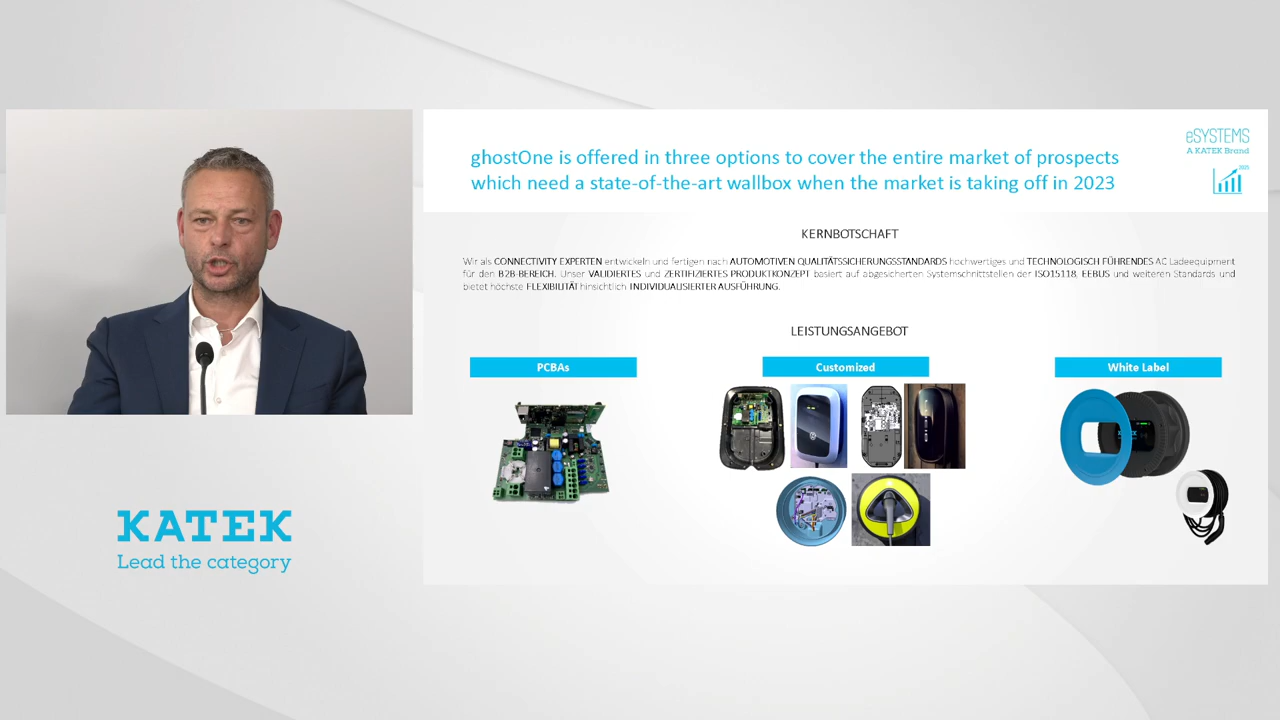 ghostOne is offered in three options to cover the entire market of prospects
which need a state-of-the-art wallbox when the market is taking off in 2023
eSYSTEMS
A KATEK Brand
KERNBOTSCHAFT
Wir als CONNECTIVITY EXPERTEN entwickeln und fertigen nach AUTOMOTIVEN QUALITÄTSSICHERUNGSSTANDARDS hochwertiges und TECHNOLOGISCH FÜHRENDES AC Ladeequipment
für den B2B-BEREICH. Unser VALIDIERTES und ZERTIFIZIERTES PRODUKTKONZEPT basiert auf abgesicherten Systemschnittstellen der ISO15118, EEBUS und weiteren Standards und
bietet höchste FLEXIBILITÄT hinsichtlich INDIVIDUALISIERTER AUSFÜHRUNG.
LEISTUNGSANGEBOT
PCBAs
Customized
White Label
KATEK
KATEK
Lead the category